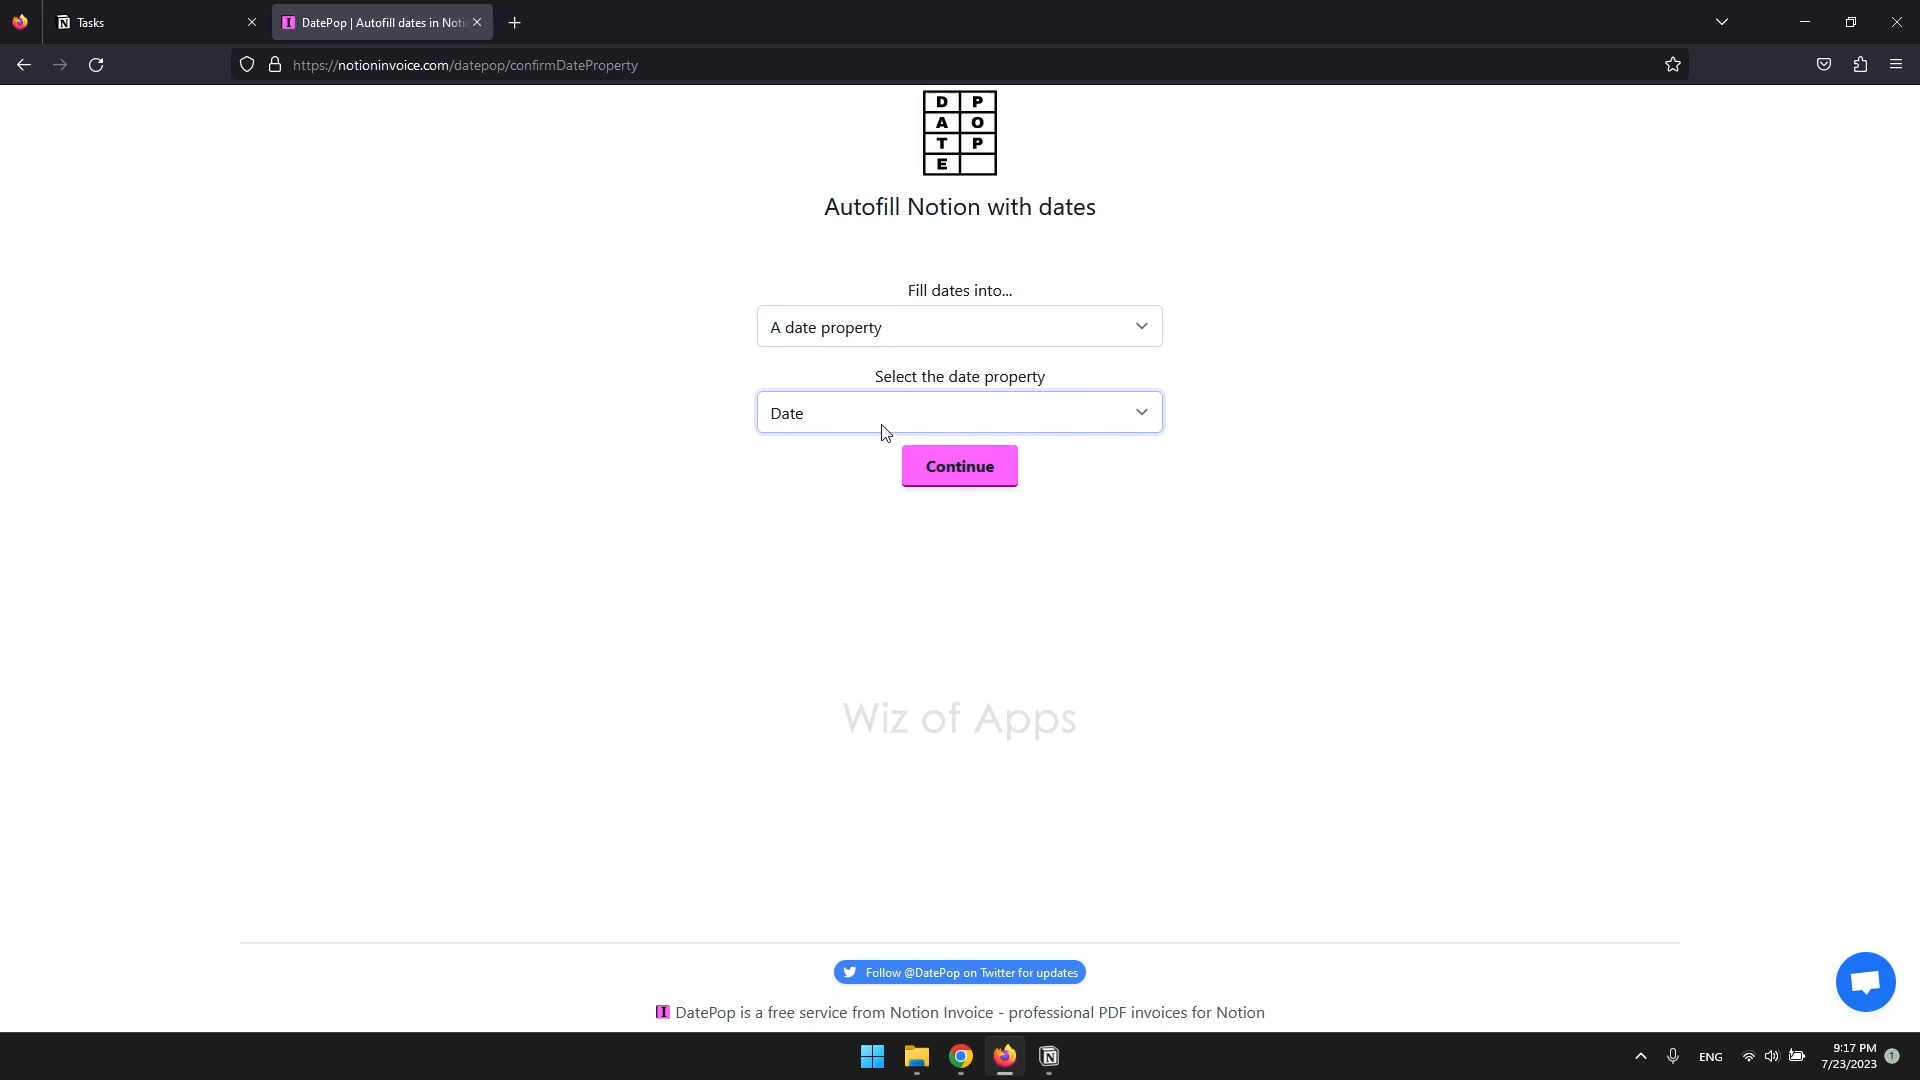 Tasks
DatePop | Autofill dates in Noti
https://notioninvoice.com/datepop/confirmDateProperty
D P
A O
T P
E
Autofill Notion with dates
Fill dates into...
A date property
Select the date property
Date
Continue
Wiz of Apps
Follow @DatePop on Twitter for updates
I DatePop is a free service from Notion Invoice - professional PDF invoices for Notion
ENG
9:17 PM
7/23/2023
1